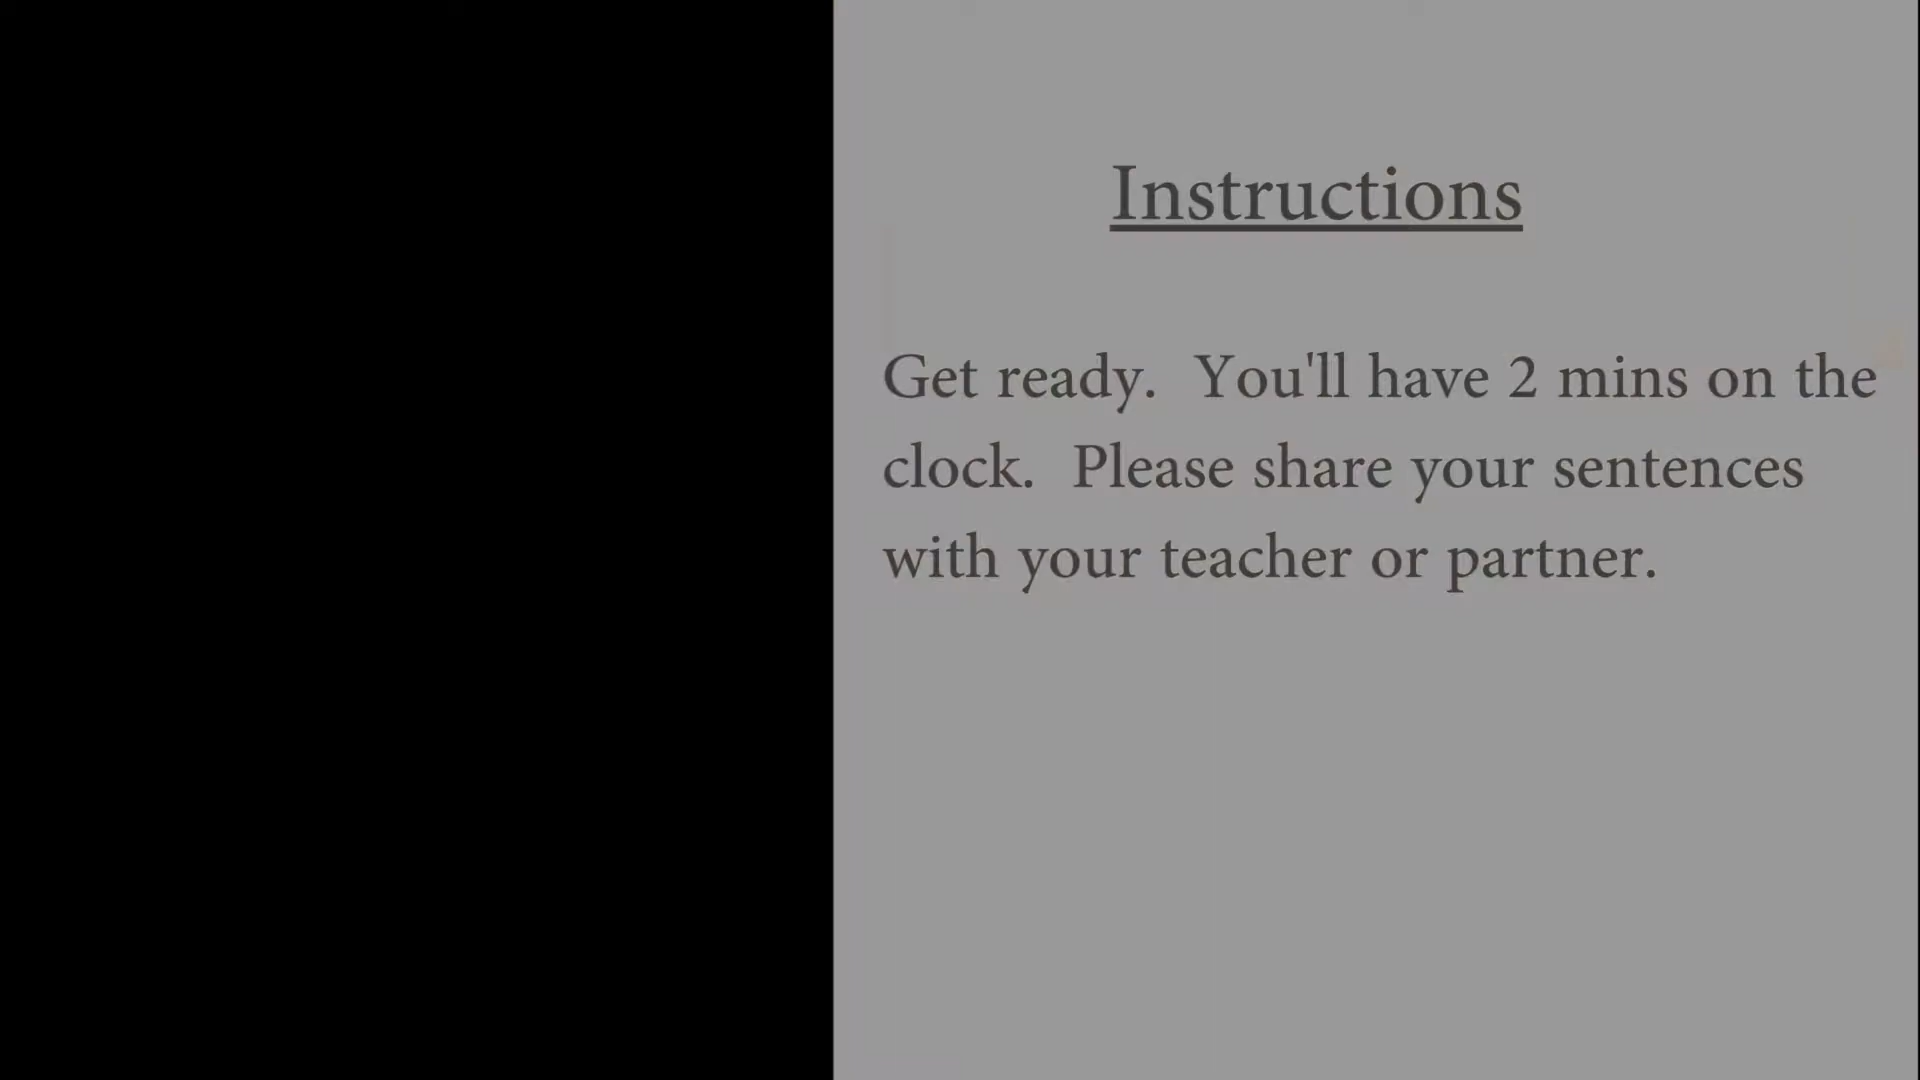 Instructions
Get ready.  You'll have 2 mins on the
clock.  Please share your sentences
with your teacher or partner.